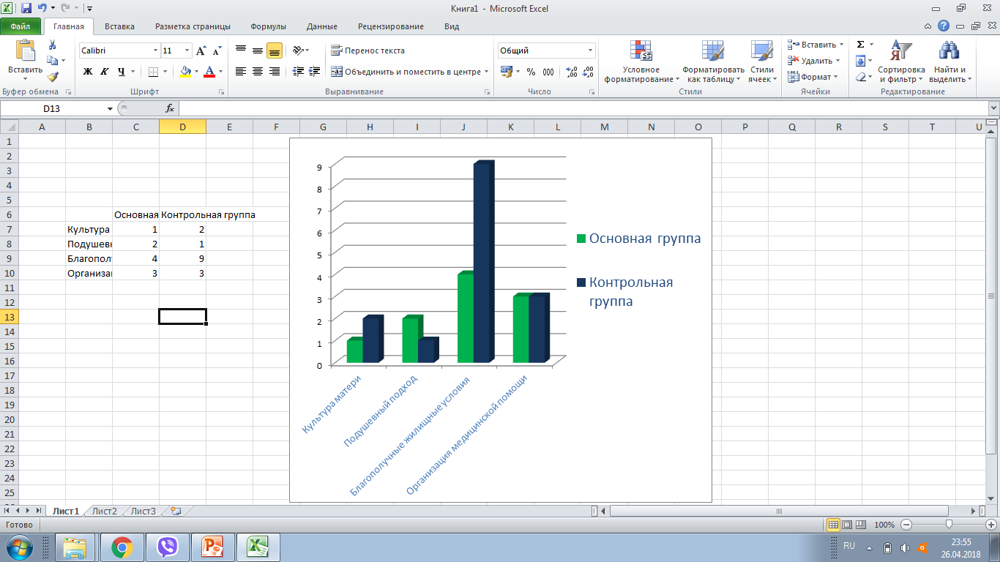 Книга1 - Microsoft Excel
Файл Главная Вставка Разметка страницы Формулы Данные Рецензирование Вид
Вставить
Буфер обмена
Calibri 11
Ж К Ч
Шрифт
Перенос текста
Объединить и поместить в центре
Выравнивание
Общий
% 000
Число
Условное форматирование
Форматировать как таблицу
Стили ячеек
Стили
Вставить
Удалить
Формат
Ячейки
Σ
Сортировка и фильтр
Найти и выделить
Редактирование
D13 fx
A B C D E F G H I J K L M N O P Q R S T U
1
2
3
4
5
6 Основная Контрольная группа
7 Культура 1 2
8 Подушевн 2 1
9 Благополу 4 9
10 Организа 3 3
11
12
13
14
15
16
17
18
19
20
21
22
23
24
25
9
8
7
6
5
4
3
2
1
0
Культура матери
Подушевный подход
Благополучные жилищные условия
Организация медицинской помощи
Основная группа
Контрольная
группа
Лист1 Лист2 Лист3
Готово 100%
RU 23:55
26.04.2018